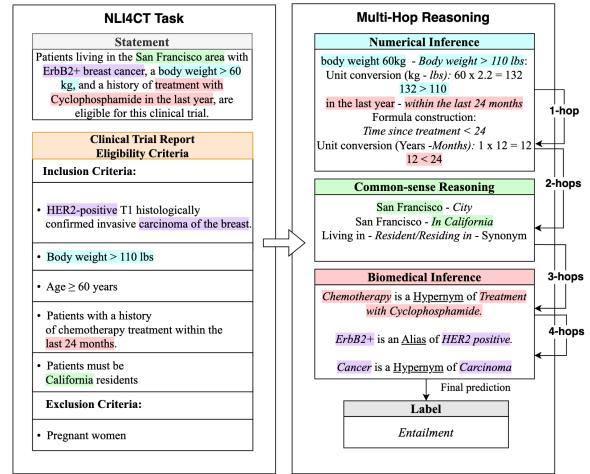 NLI4CT Task
Statement
Patients living in the San Francisco area with
ErbB2+ breast cancer, a body weight > 60
kg, and a history of treatment with
Cyclophosphamide in the last year, are
eligible for this clinical trial.
Clinical Trial Report
Eligibility Criteria
Inclusion Criteria:
• HER2-positive T1 histologically
confirmed invasive carcinoma of the breast.
• Body weight > 110 lbs
• Age ≥ 60 years
• Patients with a history
of chemotherapy treatment within the
last 24 months.
• Patients must be
California residents
Exclusion Criteria:
• Pregnant women
Multi-Hop Reasoning
Numerical Inference
body weight 60kg - Body weight > 110 lbs:
Unit conversion (kg - lbs): 60 x 2.2 = 132
132 > 110
in the last year - within the last 24 months
Formula construction:
Time since treatment < 24
Unit conversion (Years -Months): 1 x 12 = 12
12 < 24
1-hop
2-hops
Common-sense Reasoning
San Francisco - City
San Francisco - In California
Living in - Resident/Residing in - Synonym
3-hops
Biomedical Inference
Chemotherapy is a Hypernym of Treatment
with Cyclophosphamide.
4-hops
ErbB2+ is an Alias of HER2 positive.
Cancer is a Hypernym of Carcinoma
Final prediction
Label
Entailment